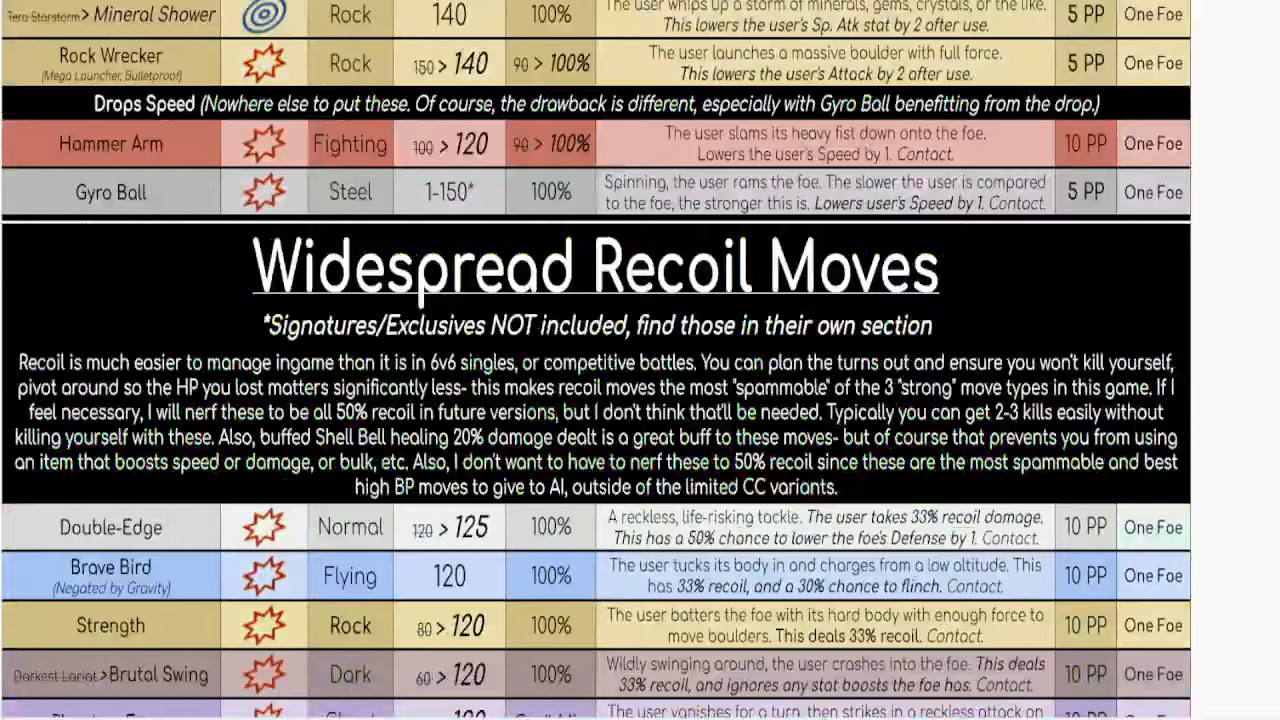 Tera Starstorm > Mineral Shower Rock 140 100% The user whips up a storm of minerals, gems, crystals, or the like. 5 PP One Foe
This lowers the user's Sp. Atk stat by 2 after use.
Rock Wrecker Rock 150 > 140 90 > 100% The user launches a massive boulder with full force. 5 PP One Foe
(Mega Launcher, Bulletproof) This lowers the user's Attack by 2 after use.
Drops Speed (Nowhere else to put these. Of course, the drawback is different, especially with Gyro Ball benefitting from the drop.)
Hammer Arm Fighting 100 > 120 90 > 100% The user slams its heavy fist down onto the foe. 10 PP One Foe
Lowers the user's Speed by 1. Contact.
Gyro Ball Steel 1-150* 100% Spinning, the user rams the foe. The slower the user is compared 5 PP One Foe
to the foe, the stronger this is. Lowers user's Speed by 1. Contact.
Widespread Recoil Moves
*Signatures/Exclusives NOT included, find those in their own section
Recoil is much easier to manage ingame than it is in 6v6 singles, or competitive battles. You can plan the turns out and ensure you won't kill yourself,
pivot around so the HP you lost matters significantly less- this makes recoil moves the most "spammable" of the 3 "strong" move types in this game. If I
feel necessary, I will nerf these to be all 50% recoil in future versions, but I don't think that'll be needed. Typically you can get 2-3 kills easily without
killing yourself with these. Also, buffed Shell Bell healing 20% damage dealt is a great buff to these moves- but of course that prevents you from using
an item that boosts speed or damage, or bulk, etc. Also, I don't want to have to nerf these to 50% recoil since these are the most spammable and best
high BP moves to give to AI, outside of the limited CC variants.
Double-Edge Normal 120 > 125 100% A reckless, life-risking tackle. The user takes 33% recoil damage. 10 PP One Foe
This has a 50% chance to lower the foe's Defense by 1. Contact.
Brave Bird Flying 120 100% The user tucks its body in and charges from a low altitude. This 10 PP One Foe
(Negated by Gravity) has 33% recoil, and a 30% chance to flinch. Contact.
Strength Rock 80 > 120 100% The user batters the foe with its hard body with enough force to 10 PP One Foe
move boulders. This deals 33% recoil. Contact.
Darkest Lariat > Brutal Swing Dark 60 > 120 100% Wildly swinging around, the user crashes into the foe. This deals 10 PP One Foe
33% recoil, and ignores any stat boosts the foe has. Contact.
The user vanishes for a turn, then strikes in a reckless attack on